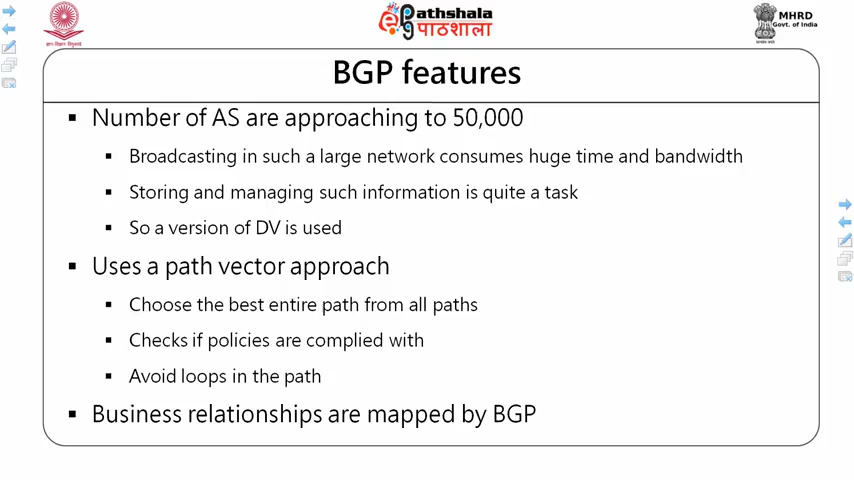 ePathshala
पाठशाला
MHRD
Govt. of India
BGP features
▪ Number of AS are approaching to 50,000
▪ Broadcasting in such a large network consumes huge time and bandwidth
▪ Storing and managing such information is quite a task
▪ So a version of DV is used
▪ Uses a path vector approach
▪ Choose the best entire path from all paths
▪ Checks if policies are complied with
▪ Avoid loops in the path
▪ Business relationships are mapped by BGP